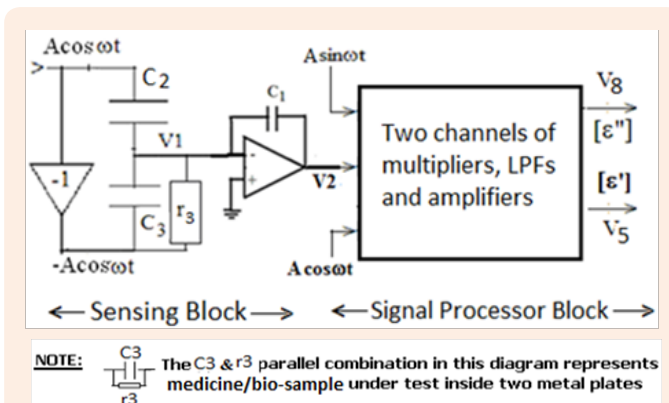 Acosωt
Asinωt
C2
C1
V8
[ε"]
V1
Two channels of
multipliers, LPFs
and amplifiers
-
+
-1
V2
[ε']
C3
r3
V5
-Acosωt
Acosωt
Sensing Block
Signal Processor Block
NOTE:
C3
r3
The C3 & r3 parallel combination in this diagram represents
medicine/bio-sample under test inside two metal plates